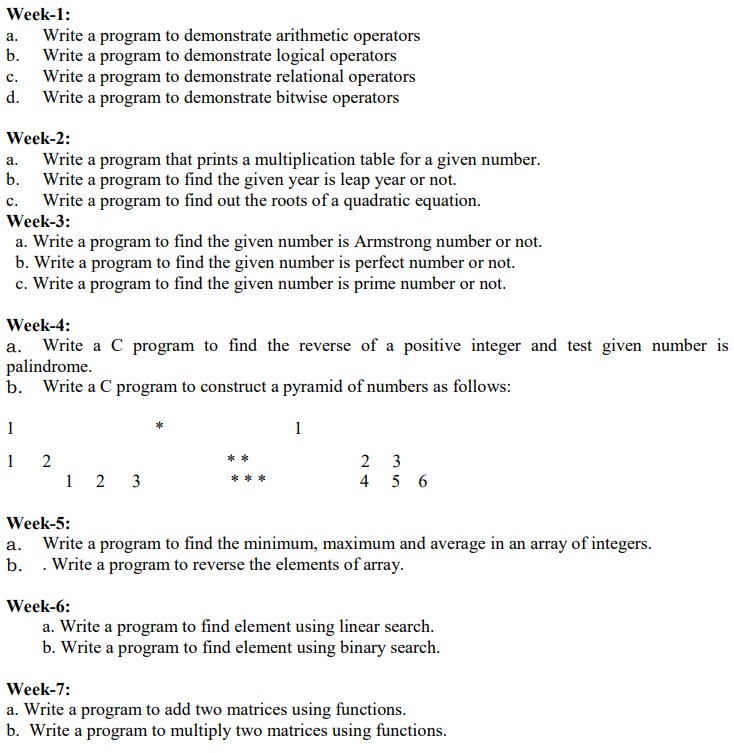 Week-1:
a. Write a program to demonstrate arithmetic operators
b. Write a program to demonstrate logical operators
c. Write a program to demonstrate relational operators
d. Write a program to demonstrate bitwise operators
Week-2:
a. Write a program that prints a multiplication table for a given number.
b. Write a program to find the given year is leap year or not.
c. Write a program to find out the roots of a quadratic equation.
Week-3:
a. Write a program to find the given number is Armstrong number or not.
b. Write a program to find the given number is perfect number or not.
c. Write a program to find the given number is prime number or not.
Week-4:
a. Write a C program to find the reverse of a positive integer and test given number is
palindrome.
b. Write a C program to construct a pyramid of numbers as follows:
1 * 1
1 2 * * 2 3
1 2 3 * * * 4 5 6
Week-5:
a. Write a program to find the minimum, maximum and average in an array of integers.
b. . Write a program to reverse the elements of array.
Week-6:
a. Write a program to find element using linear search.
b. Write a program to find element using binary search.
Week-7:
a. Write a program to add two matrices using functions.
b. Write a program to multiply two matrices using functions.